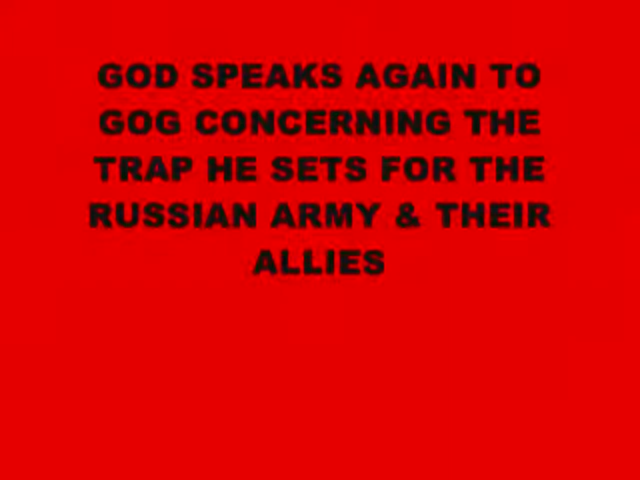 GOD SPEAKS AGAIN TO
GOG CONCERNING THE
TRAP HE SETS FOR THE
RUSSIAN ARMY & THEIR
ALLIES